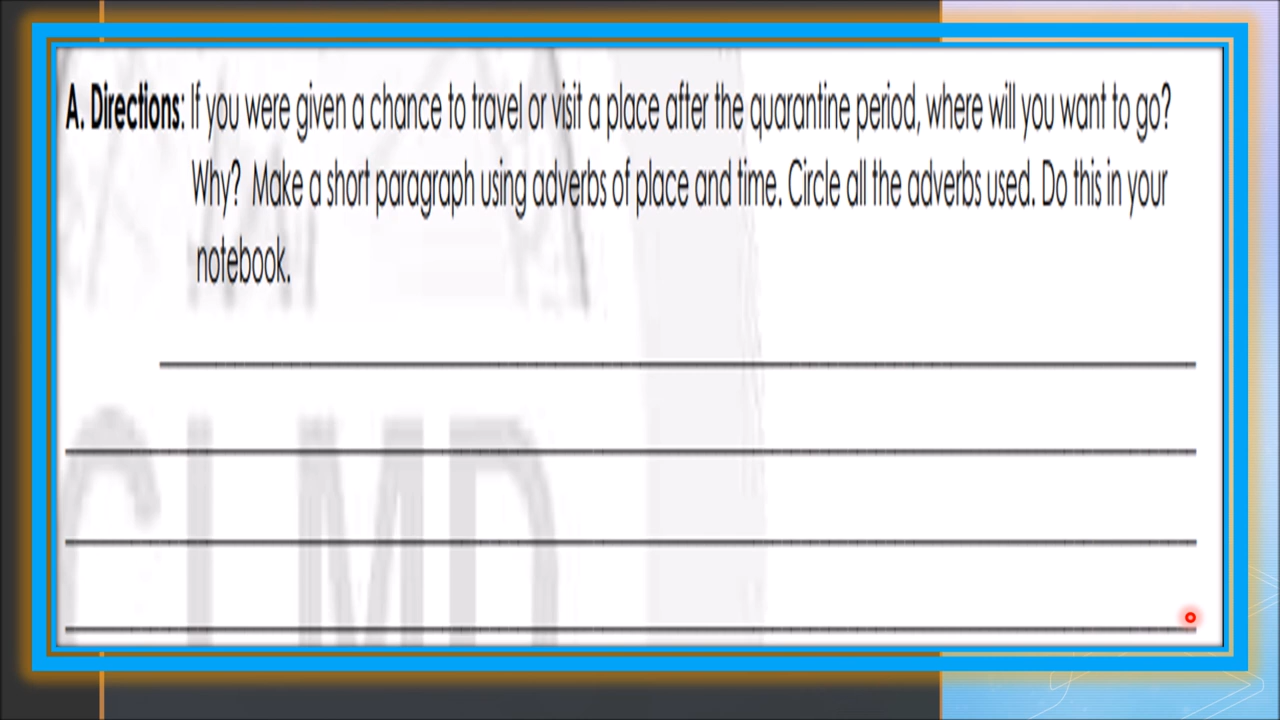 A. Directions: If you were given a chance to travel or visit a place after the quarantine period, where will you want to go?
Why? Make a short paragraph using adverbs of place and time. Circle all the adverbs used. Do this in your
notebook.
CLMD